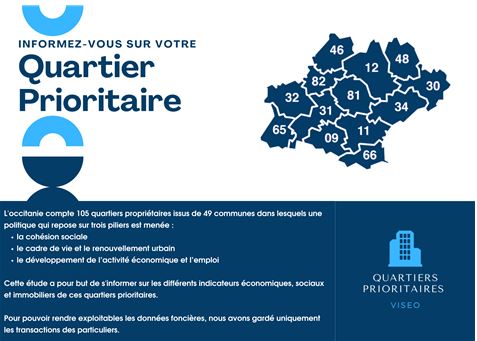 INFORMEZ-VOUS SUR VOTRE
Quartier
Prioritaire
46
48
12
82
30
32
81
34
31
65
09
11
66
L'occitanie compte 105 quartiers propriétaires issus de 49 communes dans lesquels une
politique qui repose sur trois piliers est menée :
• la cohésion sociale
• le cadre de vie et le renouvellement urbain
• le développement de l'activité économique et l'emploi
Cette étude a pour but de s'informer sur les différents indicateurs économiques, sociaux
et immobiliers de ces quartiers prioritaires.
Pour pouvoir rendre exploitables les données foncières, nous avons gardé uniquement
les transactions des particuliers.
QUARTIERS
PRIORITAIRES
VISEO